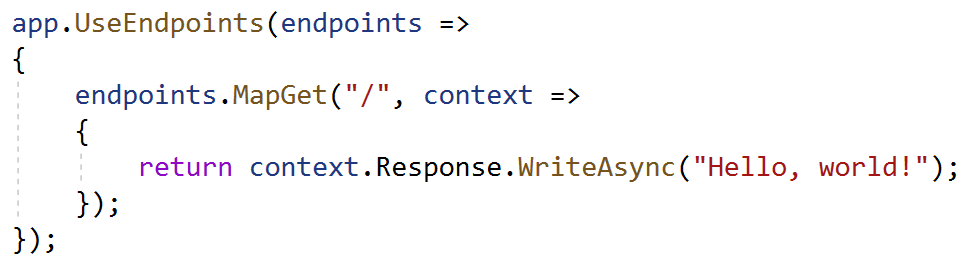 app.UseEndpoints(endpoints =>
{
    endpoints.MapGet("/", context =>
    {
        return context.Response.WriteAsync("Hello, world!");
    });
});